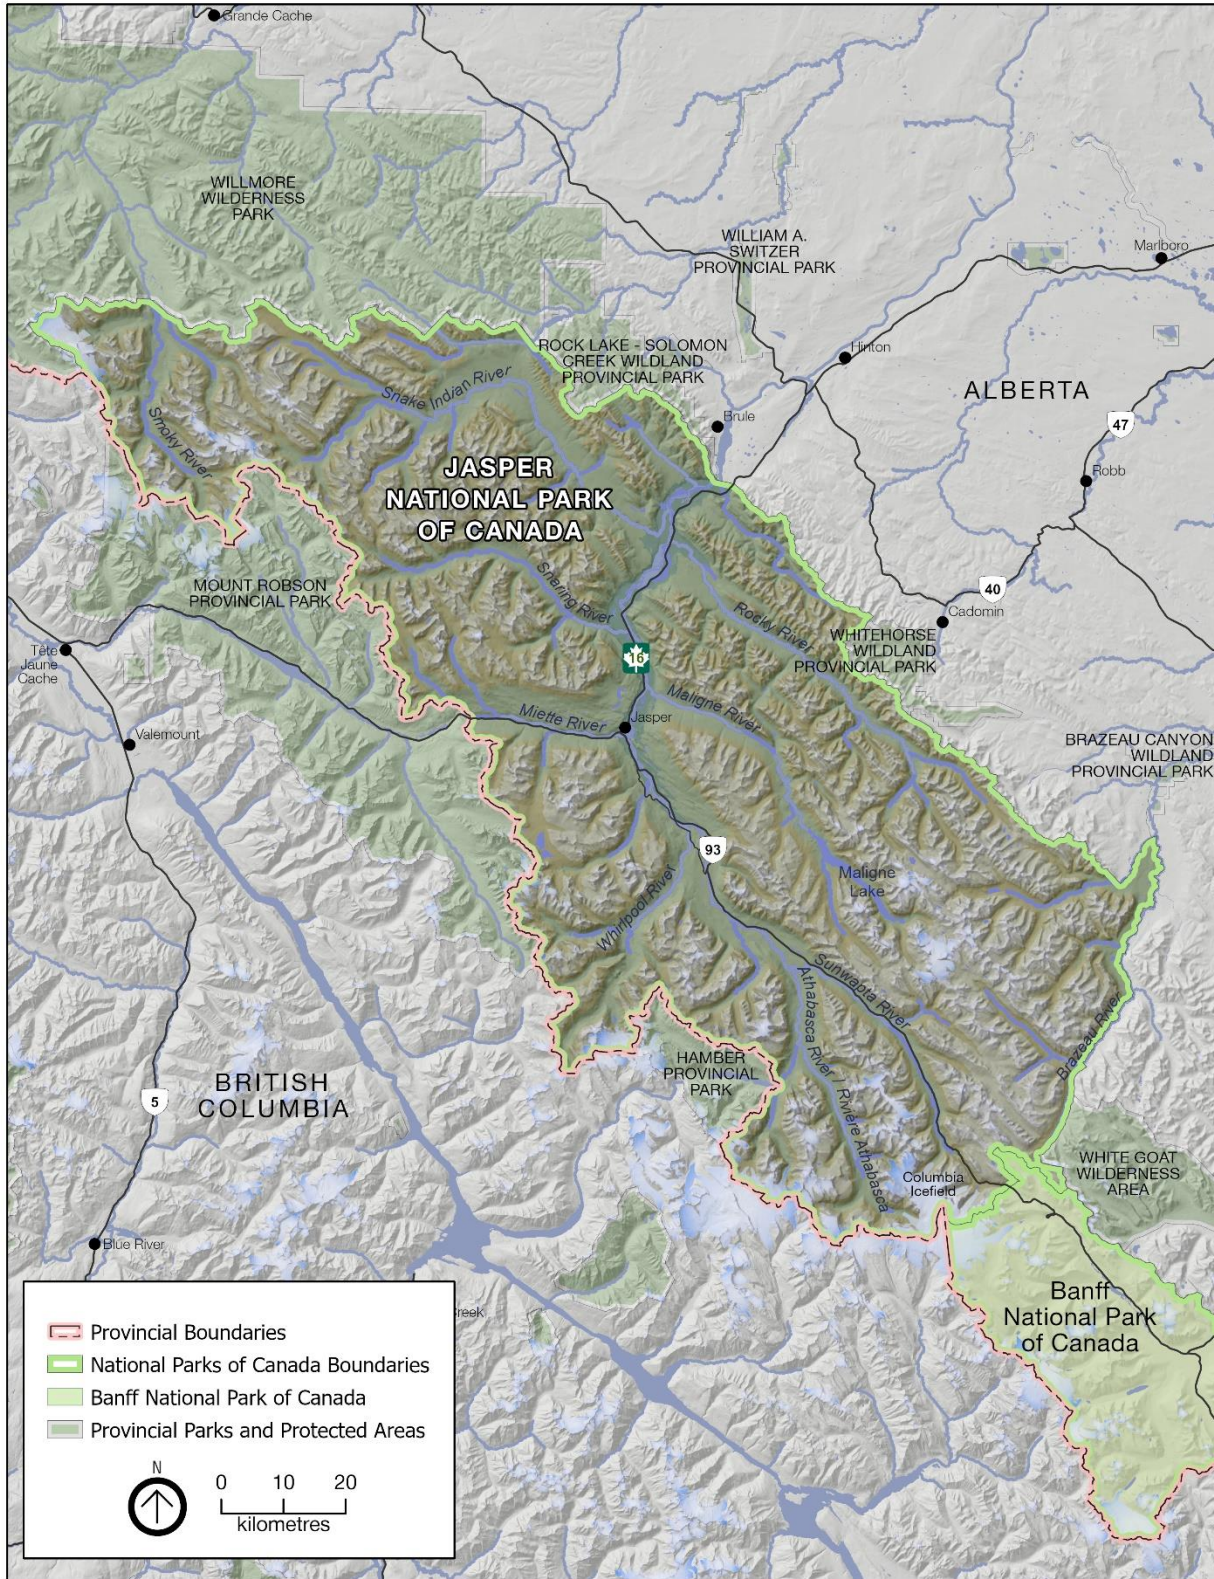 Grande Cache
WILLMORE
WILDERNESS
PARK
WILLIAM A.
SWITZER
PROVINCIAL PARK
Marlboro
ROCK LAKE - SOLOMON
CREEK WILDLAND
PROVINCIAL PARK
Hinton
ALBERTA
Snake Indian River
Smoky River
Brule
47
Robb
JASPER
NATIONAL PARK
OF CANADA
MOUNT ROBSON
PROVINCIAL PARK
Snaring River
Rocky River
40
Cadomin
WHITEHORSE
WILDLAND
PROVINCIAL PARK
Tête
Jaune
Cache
16
Maligne River
Miette River
Jasper
Valemount
BRAZEAU CANYON
WILDLAND
PROVINCIAL PARK
93
Maligne
Lake
Whirlpool River
Sunwapta River
Athabasca River / Rivière Athabasca
Brazeau River
HAMBER
PROVINCIAL
PARK
BRITISH
COLUMBIA
5
WHITE GOAT
WILDERNESS
AREA
Columbia
Icefield
Blue River
Banff
National Park
of Canada
reek
Provincial Boundaries
National Parks of Canada Boundaries
Banff National Park of Canada
Provincial Parks and Protected Areas
N
0 10 20
kilometres